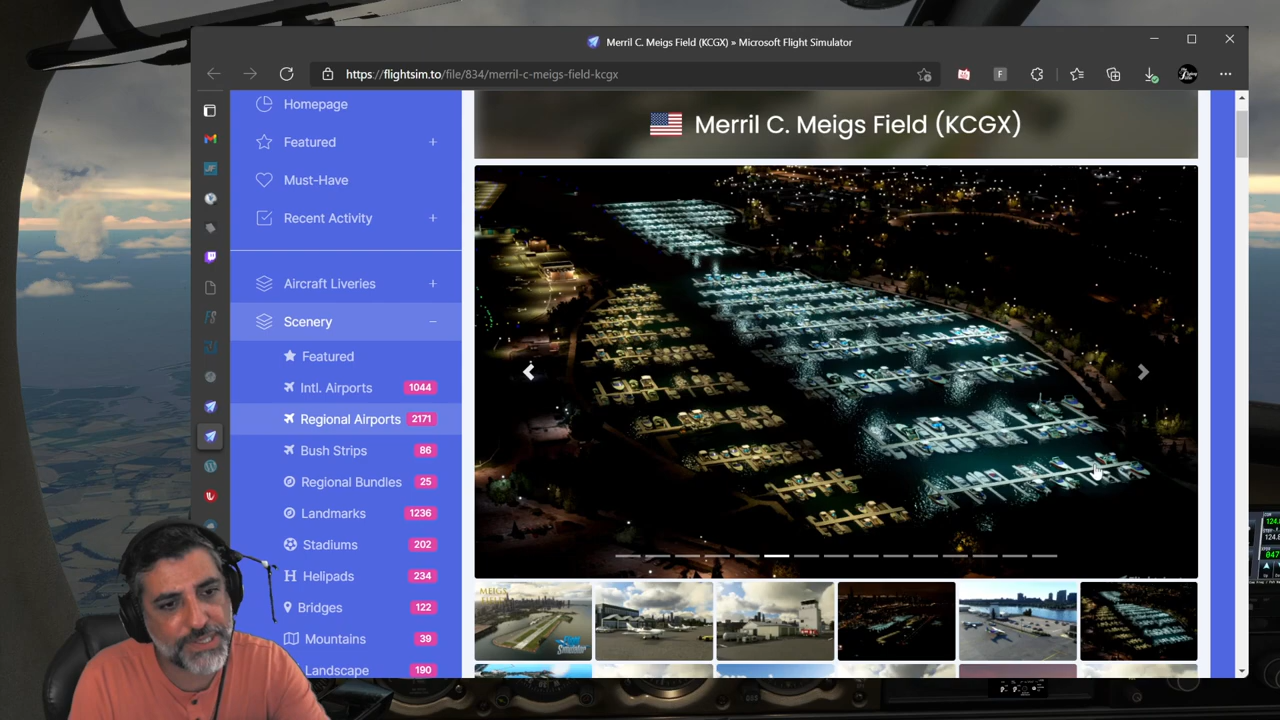 Merril C. Meigs Field (KCGX) » Microsoft Flight Simulator
https://flightsim.to/file/834/merril-c-meigs-field-kcgx
F
Homepage
Featured
Must-Have
Recent Activity
Aircraft Liveries
Scenery
Featured
Intl. Airports 1044
Regional Airports 2171
Bush Strips 86
Regional Bundles 25
Landmarks 1236
Stadiums 202
Helipads 234
Bridges 122
Mountains 39
Landscape 190
Merril C. Meigs Field (KCGX)
MEIGS
FIELD